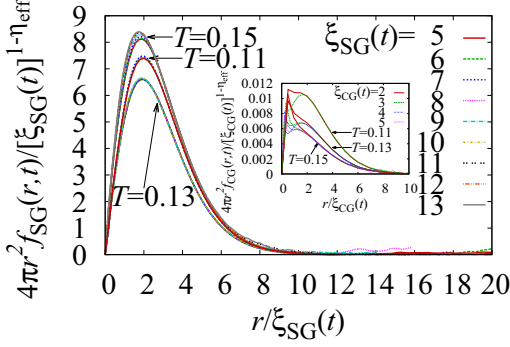 4πr²f_SG(r,t)/[ξ_SG(t)]^{1-η_eff}
9
8
7
6
5
4
3
2
1
0
0 2 4 6 8 10 12 14 16 18 20
r/ξ_SG(t)
T=0.15
T=0.11
T=0.13
ξ_SG(t)= 5
6
7
8
9
10
11
12
13
4πr²f_CG(r,t)/[ξ_CG(t)]^{1-η_eff}
0.012
0.01
0.008
0.006
0.004
0.002
0
0 2 4 6 8 10
r/ξ_CG(t)
ξ_CG(t)=2
3
4
5
T=0.11
T=0.13
T=0.15